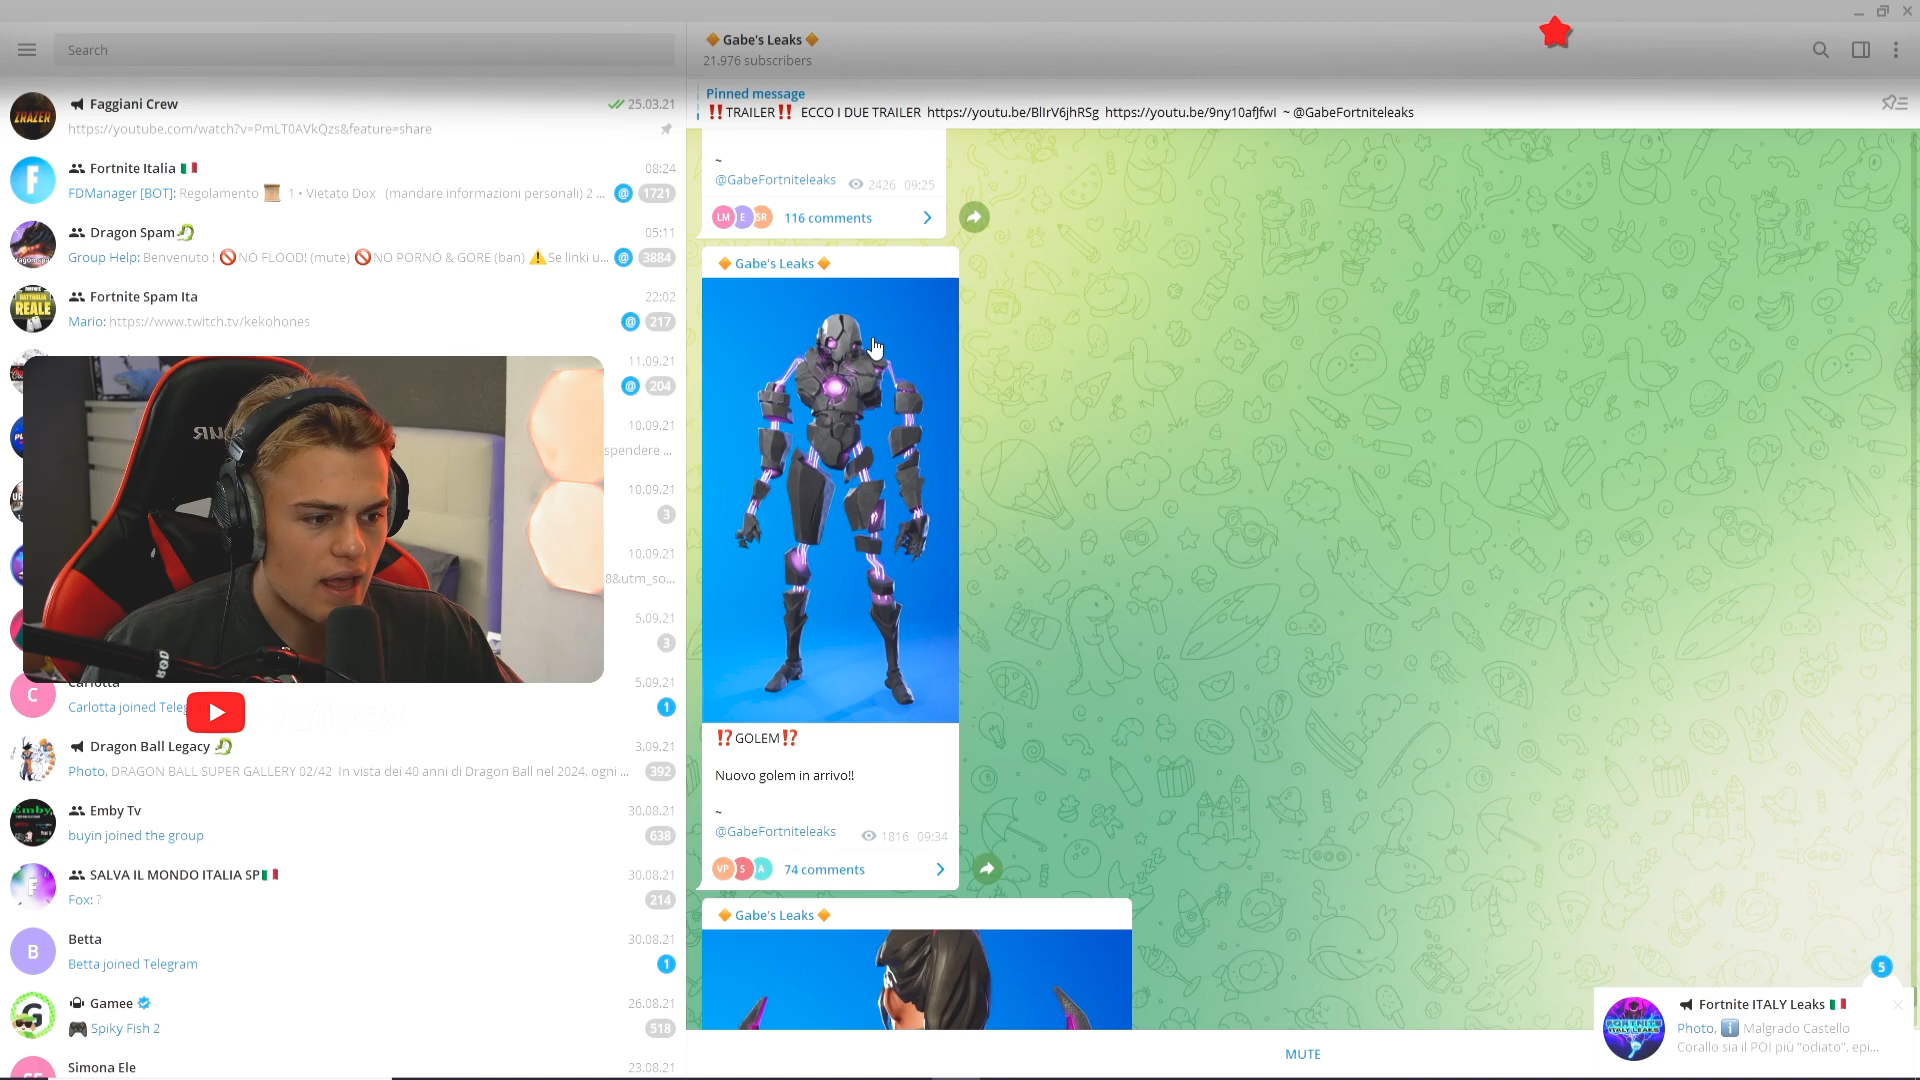 Search
🔶 Gabe's Leaks 🔶
21.976 subscribers
Pinned message
‼️TRAILER‼️ ECCO I DUE TRAILER https://youtu.be/BlIrV6jhRSg https://youtu.be/9ny10afJfwI ~ @GabeFortniteleaks
ZRAZER
Faggiani Crew
25.03.21
https://youtube.com/watch?v=PmLT0AVkQzs&feature=share
F
Fortnite Italia 🇮🇹
08:24
FDManager [BOT]: Regolamento 📜 1 • Vietato Dox (mandare informazioni personali) 2 ...
@ 1721
Dragon Spam🐉
05:11
Group Help: Benvenuto ! 🚫NO FLOOD! (mute) 🚫NO PORNO & GORE (ban) ⚠️Se linki u...
@ 3884
BATTAGLIA
REALE
Fortnite Spam Ita
22:02
Mario: https://www.twitch.tv/kekohones
@ 217
11.09.21
@ 204
10.09.21
spendere ...
10.09.21
3
10.09.21
8&utm_so...
5.09.21
3
C
Carlotta
5.09.21
Carlotta joined Teleg
1
Dragon Ball Legacy 🐉
3.09.21
Photo, DRAGON BALL SUPER GALLERY 02/42 In vista dei 40 anni di Dragon Ball nel 2024, ogni ...
392
Emby
Emby Tv
30.08.21
buyin joined the group
638
F
SALVA IL MONDO ITALIA SP🇮🇹
30.08.21
Fox: ?
214
B
Betta
30.08.21
Betta joined Telegram
1
G
Gamee
26.08.21
🎮 Spiky Fish 2
518
Simona Ele
23.08.21
~
@GabeFortniteleaks
2426 09:25
LM E SR 116 comments
🔶 Gabe's Leaks 🔶
⁉️GOLEM⁉️
Nuovo golem in arrivo!!
~
@GabeFortniteleaks
1816 09:34
VP S A 74 comments
🔶 Gabe's Leaks 🔶
MUTE
5
FORTNITE
ITALY LEAKS
Fortnite ITALY Leaks 🇮🇹
Photo, ℹ️ Malgrado Castello
Corallo sia il POI più "odiato", epi...